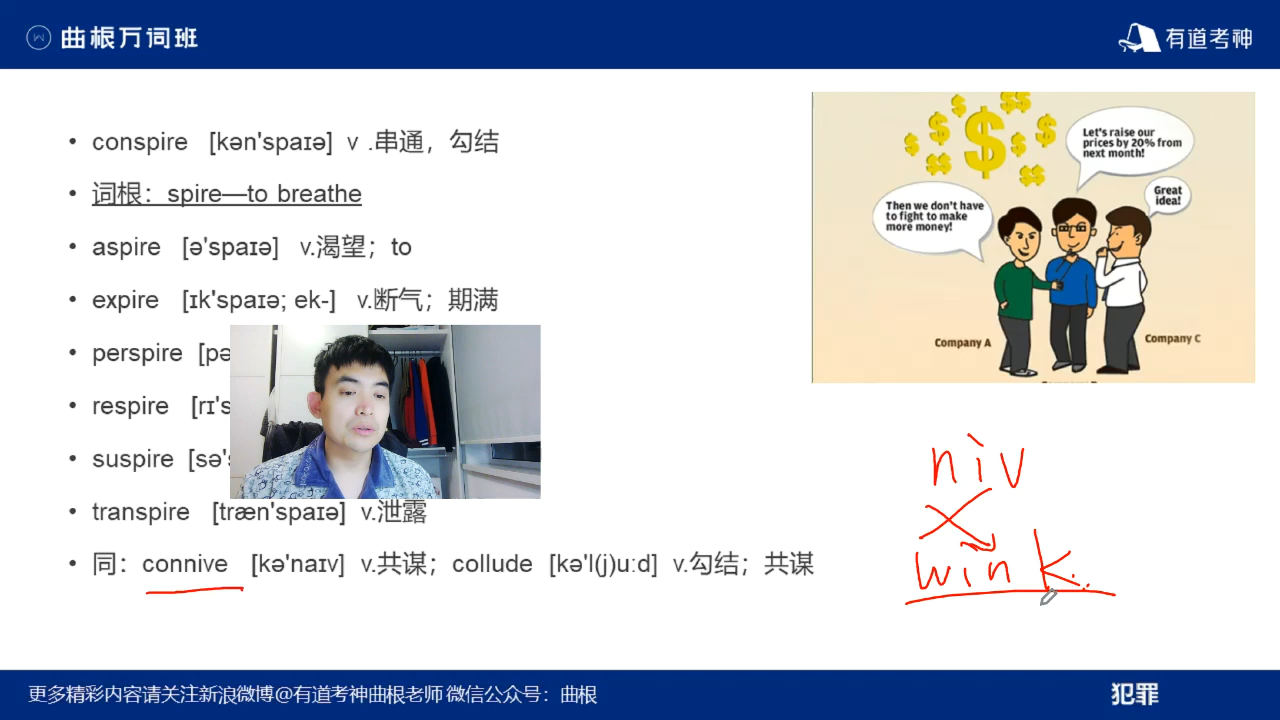 曲根万词班
有道考神
conspire [kən'spaɪə] v .串通，勾结
词根：spire—to breathe
aspire [ə'spaɪə] v.渴望；to
expire [ɪk'spaɪə; ek-] v.断气；期满
perspire [pə
respire [rɪ's
suspire [sə'
transpire [træn'spaɪə] v.泄露
同：connive [kə'naɪv] v.共谋；collude [kə'l(j)uːd] v.勾结；共谋
Let's raise our
prices by 20% from
next month!
Great
idea!
Then we don't have
to fight to make
more money!
Company A
Company C
niv
wink
更多精彩内容请关注新浪微博@有道考神曲根老师 微信公众号：曲根
犯罪